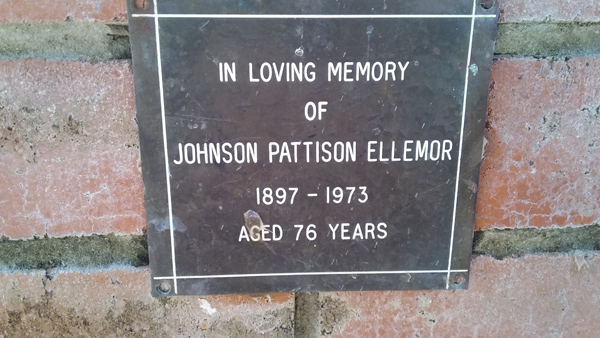 IN LOVING MEMORY
OF
JOHNSON PATTISON ELLEMOR
1897 - 1973
AGED 76 YEARS